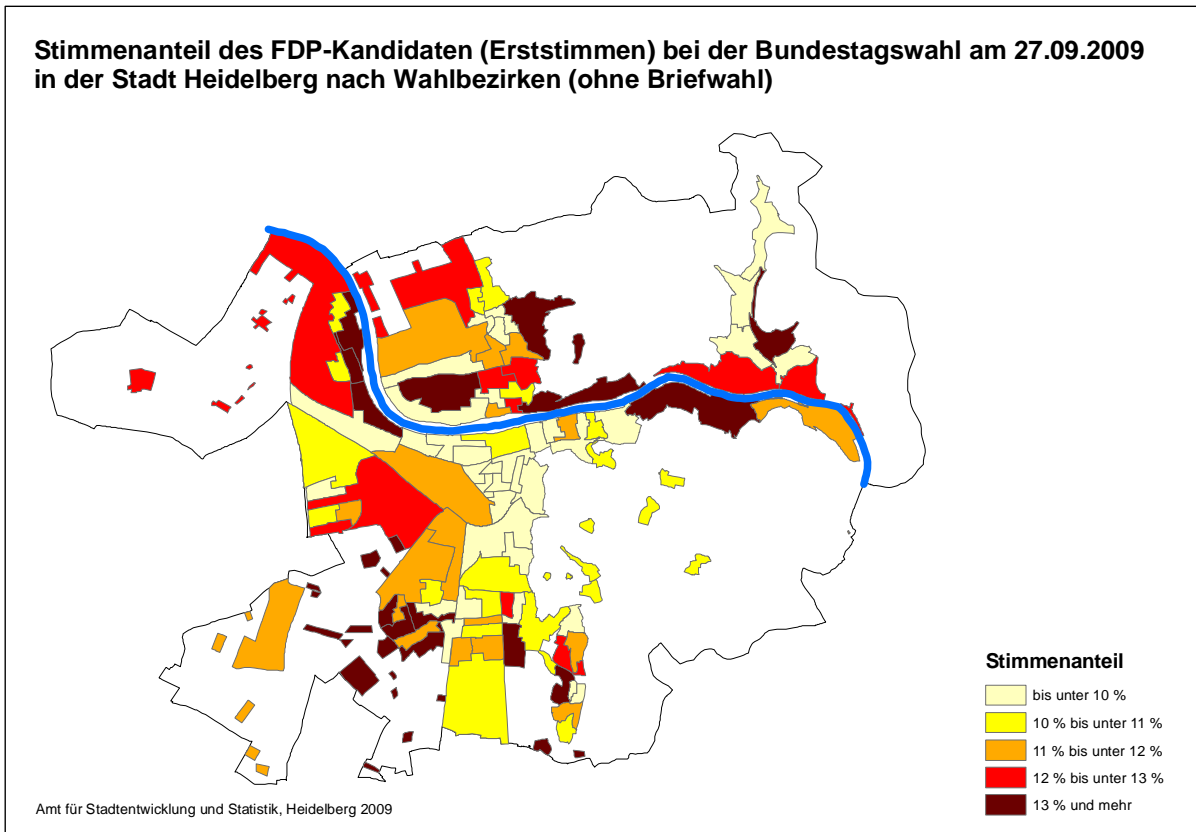 Stimmenanteil des FDP-Kandidaten (Erststimmen) bei der Bundestagswahl am 27.09.2009
in der Stadt Heidelberg nach Wahlbezirken (ohne Briefwahl)
Stimmenanteil
bis unter 10 %
10 % bis unter 11 %
11 % bis unter 12 %
12 % bis unter 13 %
13 % und mehr
Amt für Stadtentwicklung und Statistik, Heidelberg 2009